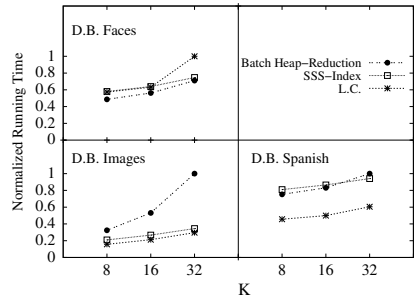 D.B. Faces
1
0.8
0.6
0.4
0.2
0
Batch Heap-Reduction
SSS-Index
L.C.
Normalized Running Time
D.B. Images
1
0.8
0.6
0.4
0.2
0
8 16 32
D.B. Spanish
8 16 32
K